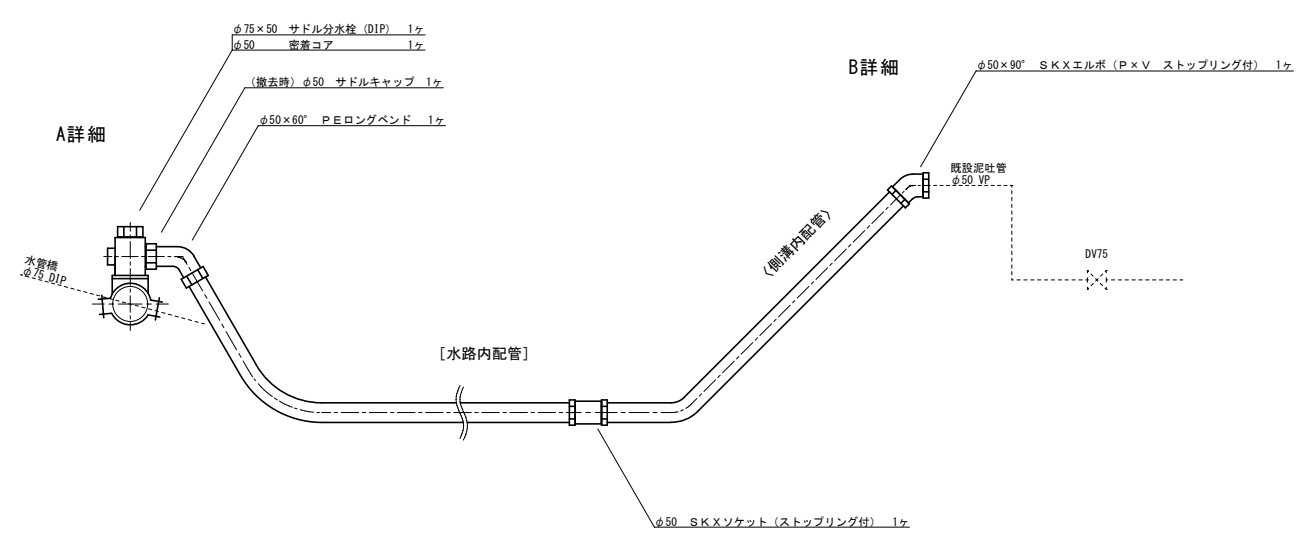 φ75×50 サドル分水栓（DIP） 1ヶ
φ50 密着コア 1ヶ
B詳細
φ50×90° ＳＫＸエルボ（Ｐ×Ｖ ストップリング付） 1ヶ
（撤去時）φ50 サドルキャップ 1ヶ
φ50×60° ＰＥロングベンド 1ヶ
A詳細
既設泥吐管
φ50 VP
〈側溝内配管〉
水管橋
φ75 DIP
DV75
[水路内配管]
φ50 ＳＫＸソケット（ストップリング付） 1ヶ